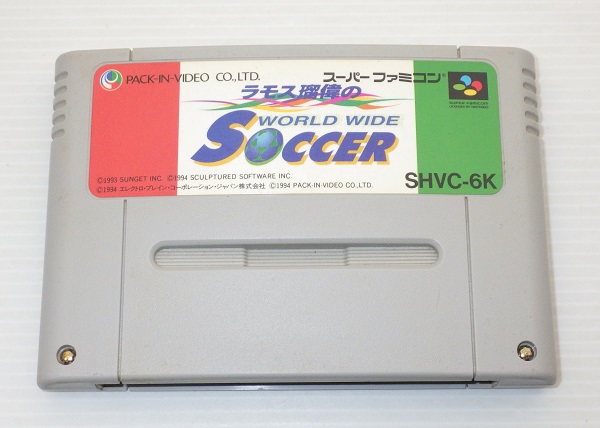 PACK-IN-VIDEO CO.,LTD.
スーパーファミコン®
SUPER FAMICOM
ラモス瑠偉の
WORLD WIDE
SOCCER
©1993 SUNGET INC. ©1994 SCULPTURED SOFTWARE INC.
©1994 エレクトロ・ブレイン・コーポレーション・ジャパン株式会社 ©1994 PACK-IN-VIDEO CO.,LTD.
SHVC-6K